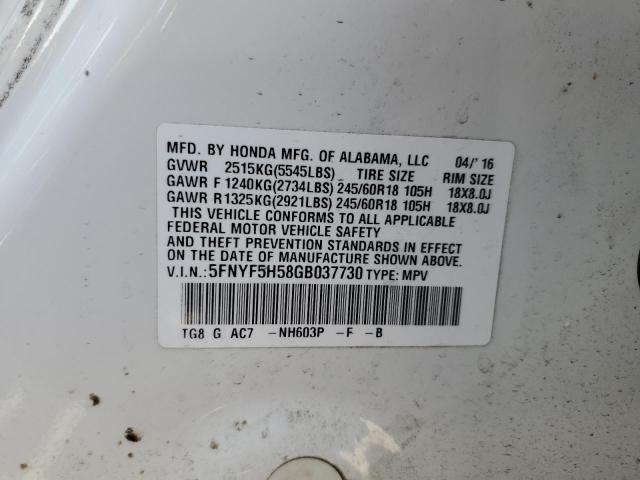 MFD. BY HONDA MFG. OF ALABAMA, LLC 04/'16
GVWR 2515KG(5545LBS) TIRE SIZE RIM SIZE
GAWR F 1240KG(2734LBS) 245/60R18 105H 18X8.0J
GAWR R1325KG(2921LBS) 245/60R18 105H 18X8.0J
THIS VEHICLE CONFORMS TO ALL APPLICABLE
FEDERAL MOTOR VEHICLE SAFETY
AND THEFT PREVENTION STANDARDS IN EFFECT
ON THE DATE OF MANUFACTURE SHOWN ABOVE.
V.I.N.:5FNYF5H58GB037730 TYPE: MPV
TG8 G AC7 -NH603P -F -B